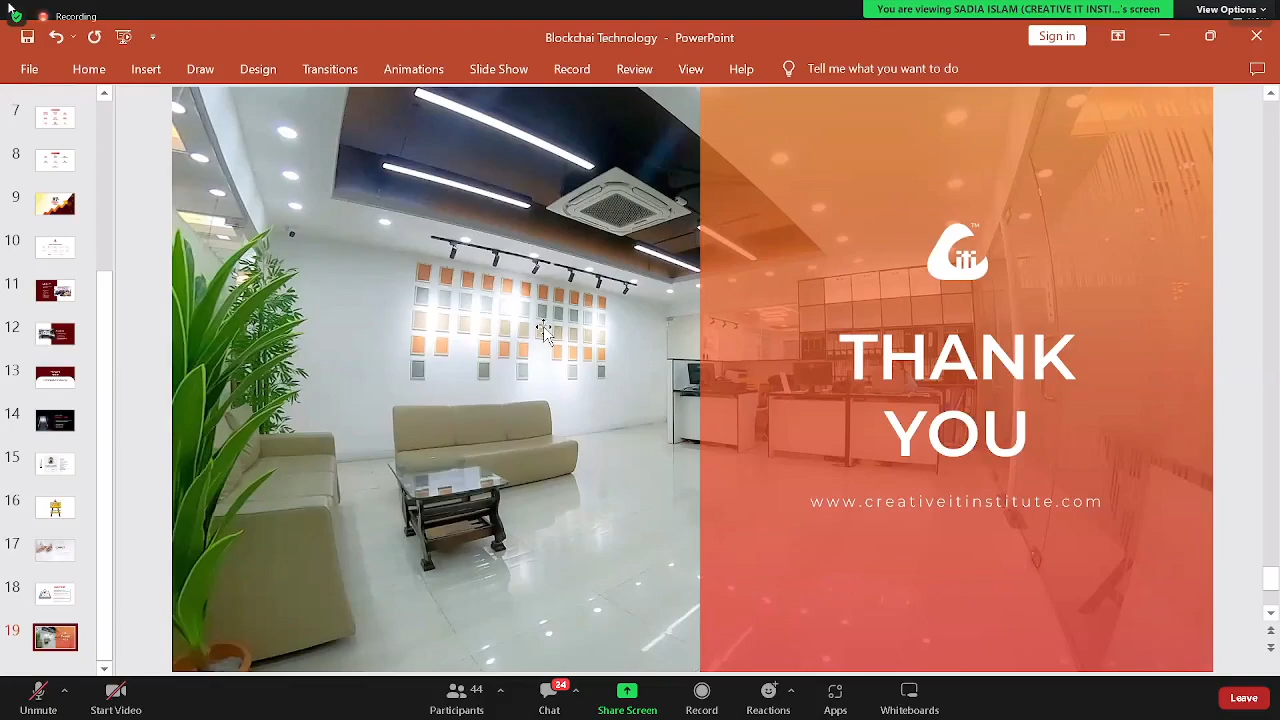 Recording
You are viewing SADIA ISLAM (CREATIVE IT INSTI...'s screen
View Options
Blockchai Technology - PowerPoint
Sign in
File Home Insert Draw Design Transitions Animations Slide Show Record Review View Help Tell me what you want to do
7
8
9
10
11
12
13
14
15
16
17
18
19
iti
TM
THANK
YOU
www.creativeitinstitute.com
Unmute
Start Video
44
Participants
24
Chat
Share Screen
Record
Reactions
Apps
Whiteboards
Leave